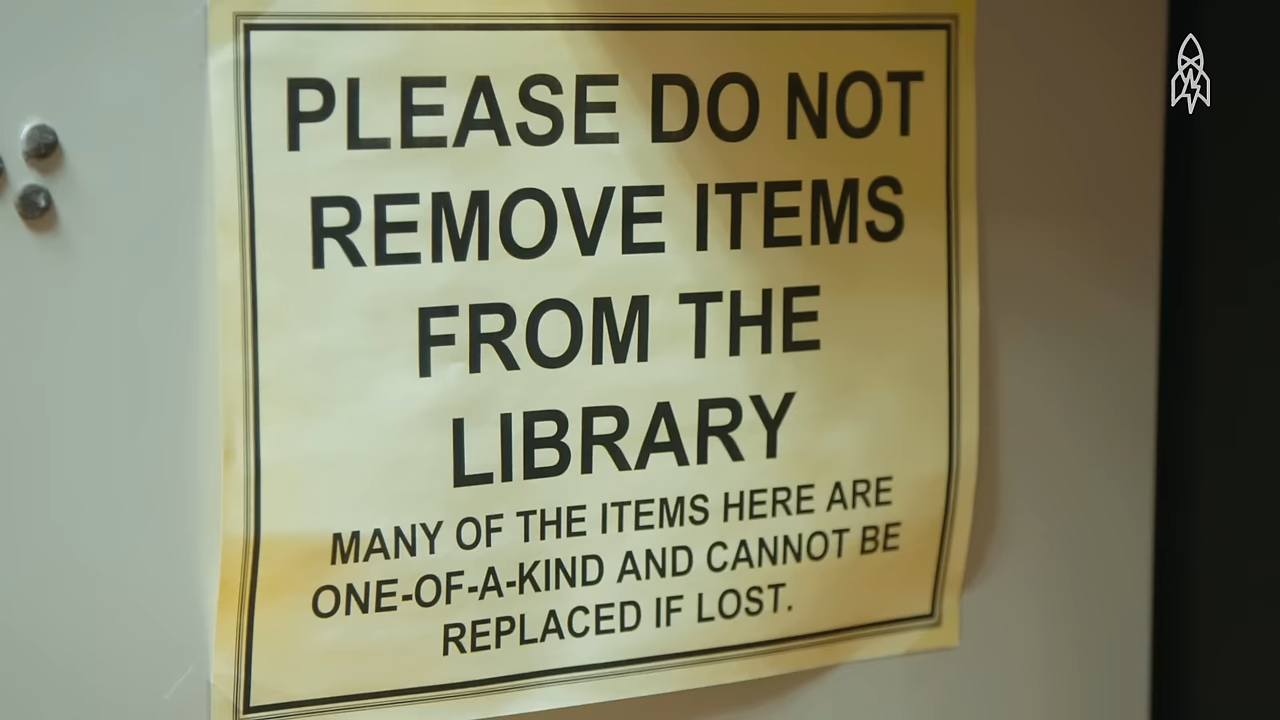 PLEASE DO NOT
REMOVE ITEMS
FROM THE
LIBRARY
MANY OF THE ITEMS HERE ARE
ONE-OF-A-KIND AND CANNOT BE
REPLACED IF LOST.